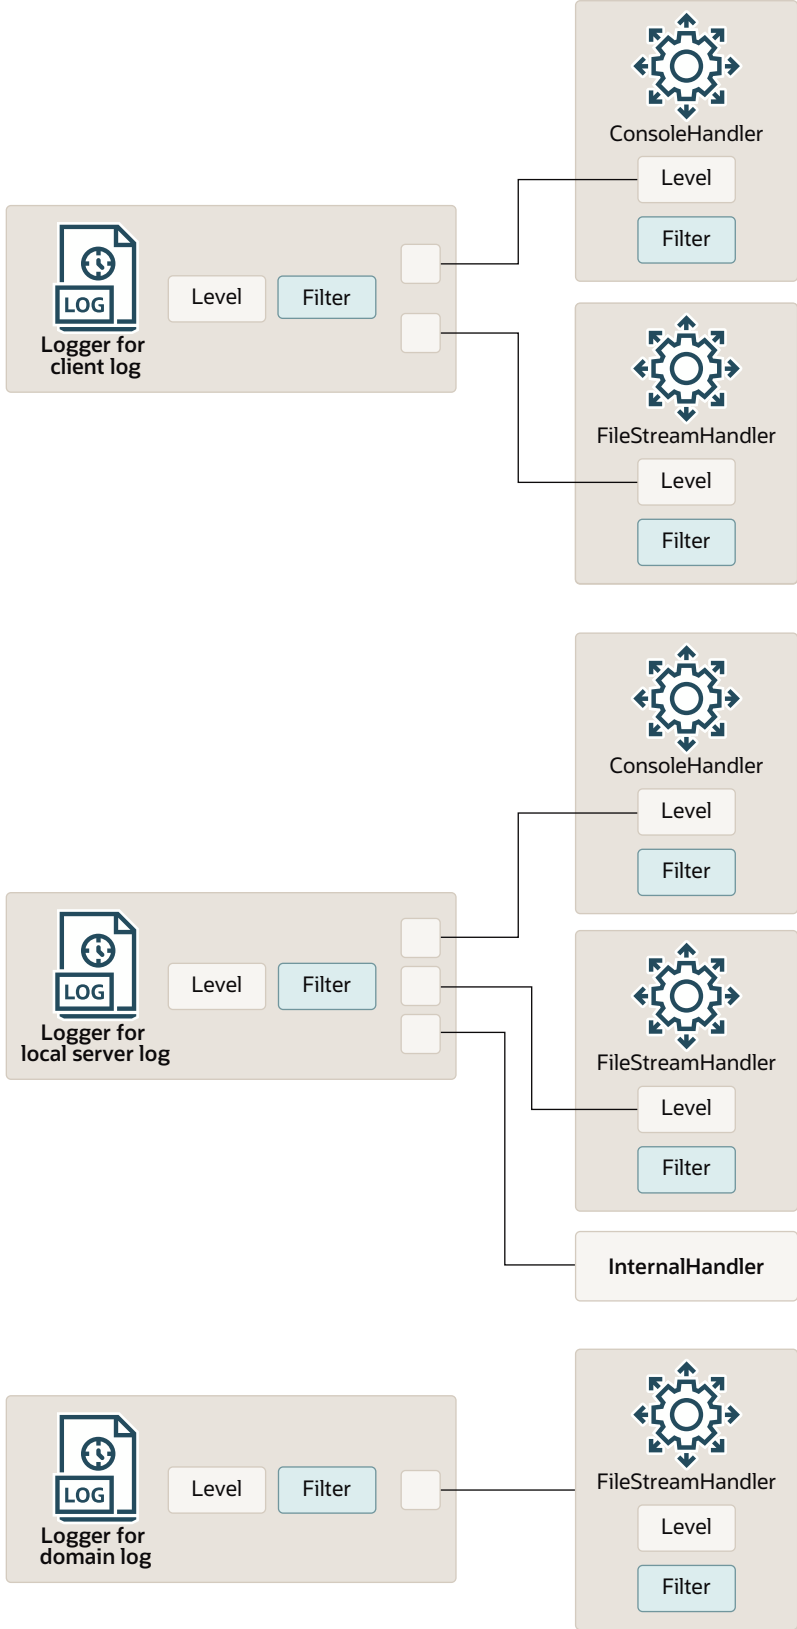 ConsoleHandler
Level
Filter
LOG
Level
Filter
Logger for
client log
FileStreamHandler
Level
Filter
ConsoleHandler
Level
Filter
LOG
Level
Filter
Logger for
local server log
FileStreamHandler
Level
Filter
InternalHandler
LOG
Level
Filter
Logger for
domain log
FileStreamHandler
Level
Filter